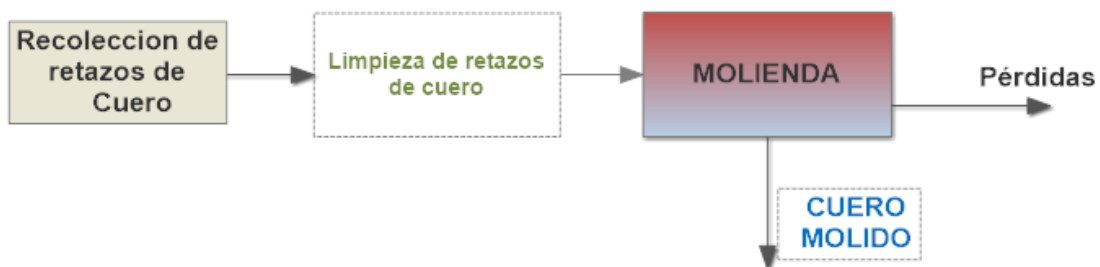 Recoleccion de
retazos de
Cuero
Limpieza de retazos
de cuero
MOLIENDA
Pérdidas
CUERO
MOLIDO